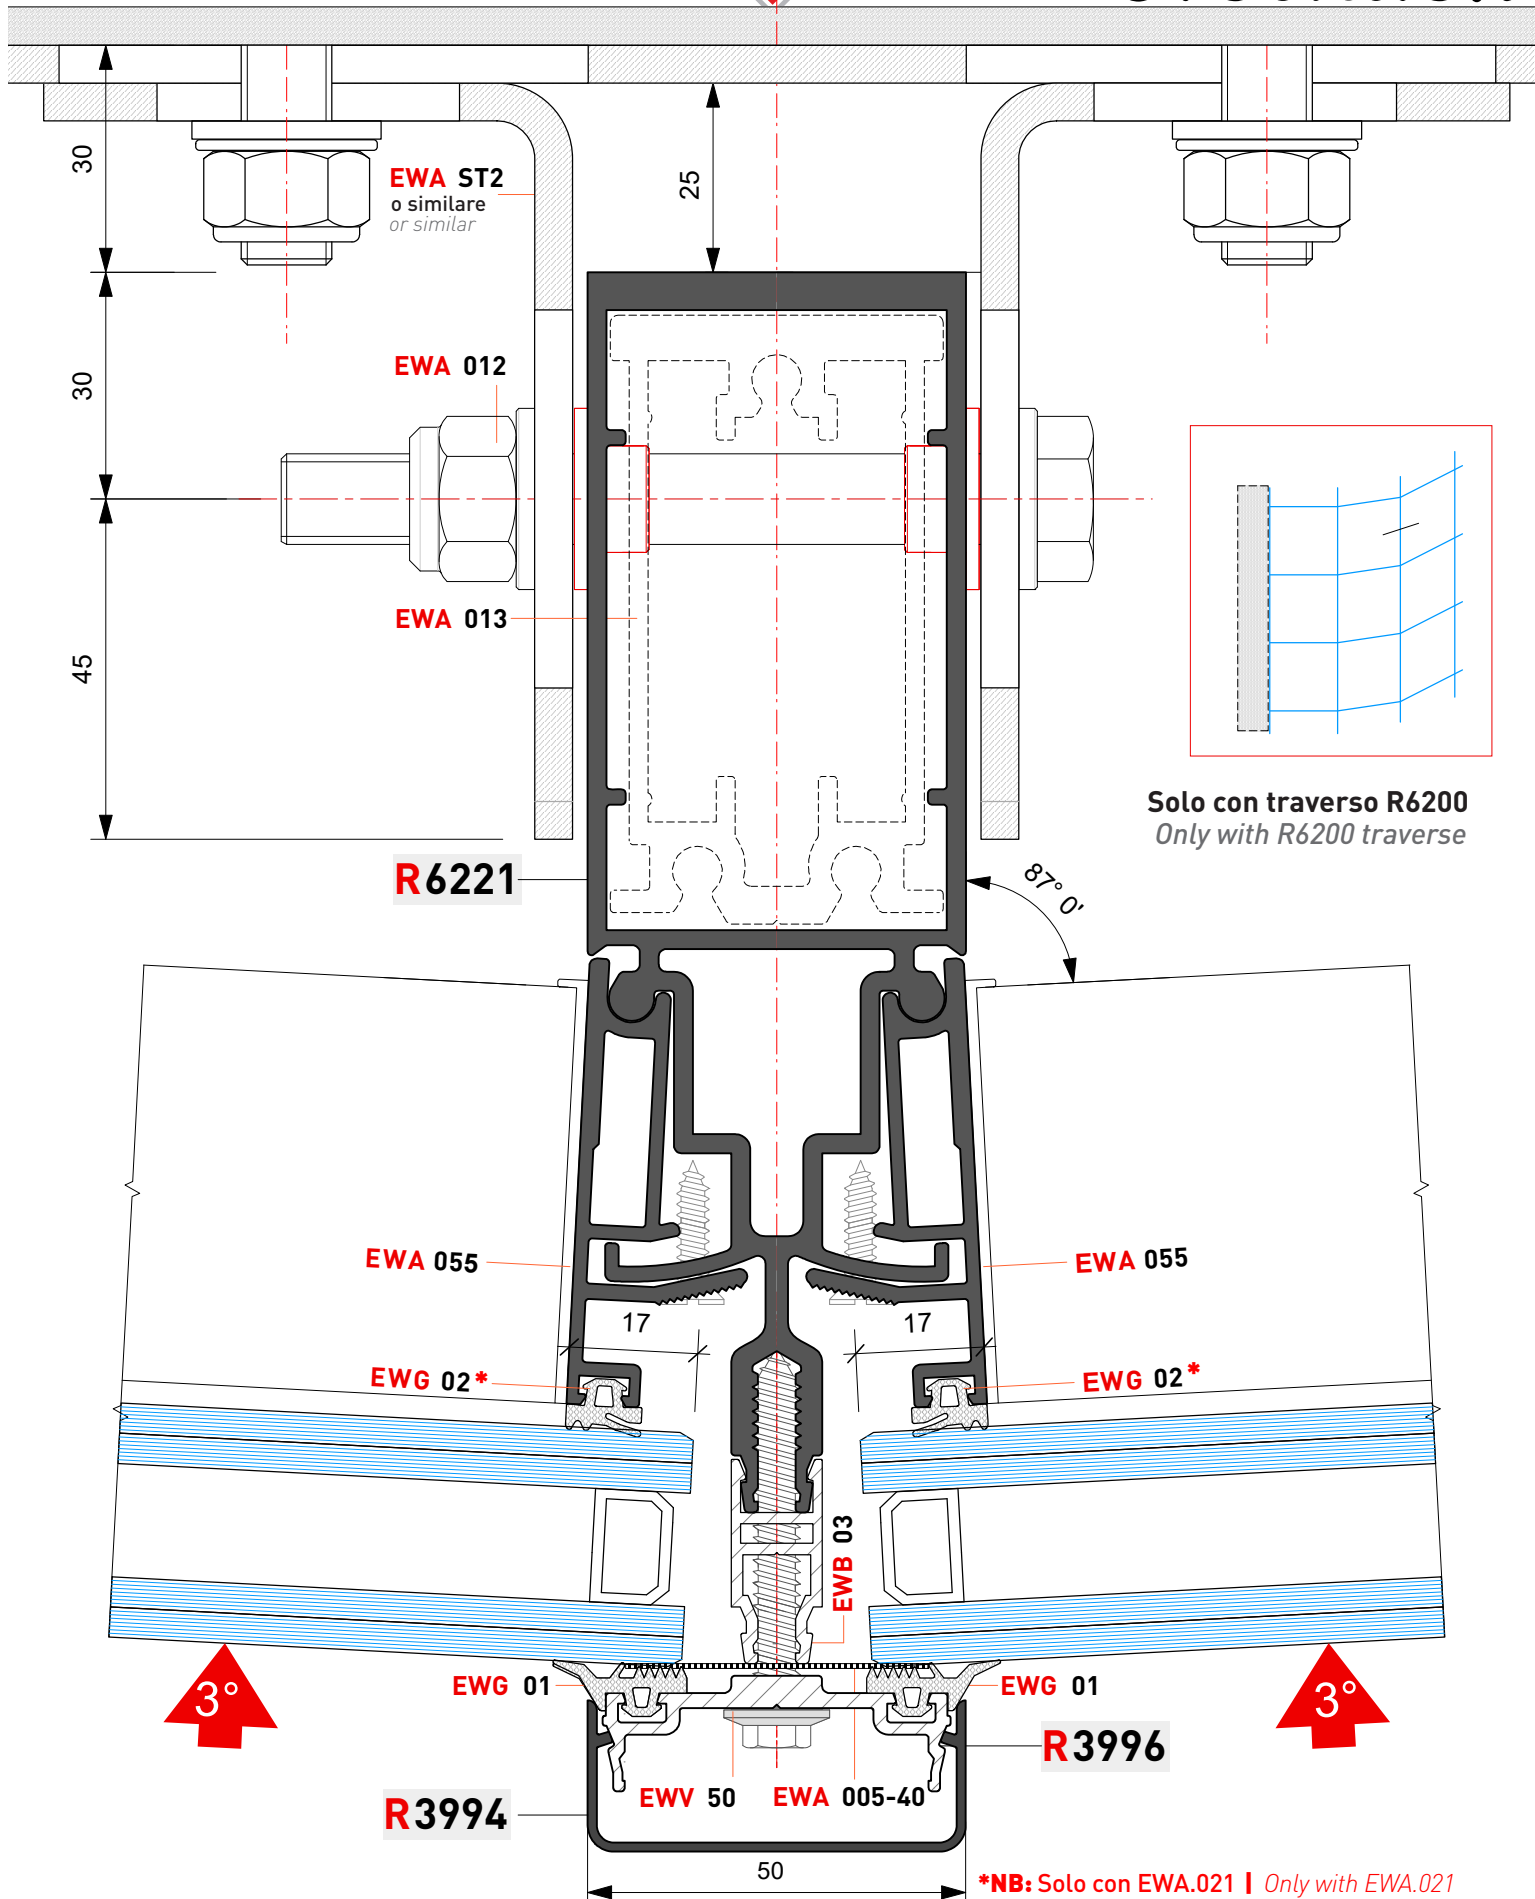 30
EWA ST2
o similare
or similar
25
30
EWA 012
EWA 013
45
Solo con traverso R6200
Only with R6200 traverse
R6221
87° 0'
EWA 055
EWA 055
17
17
EWG 02*
EWG 02*
EWB 03
EWG 01
EWG 01
3°
3°
R3996
EWV 50
EWA 005-40
R3994
50
*NB: Solo con EWA.021 | Only with EWA.021